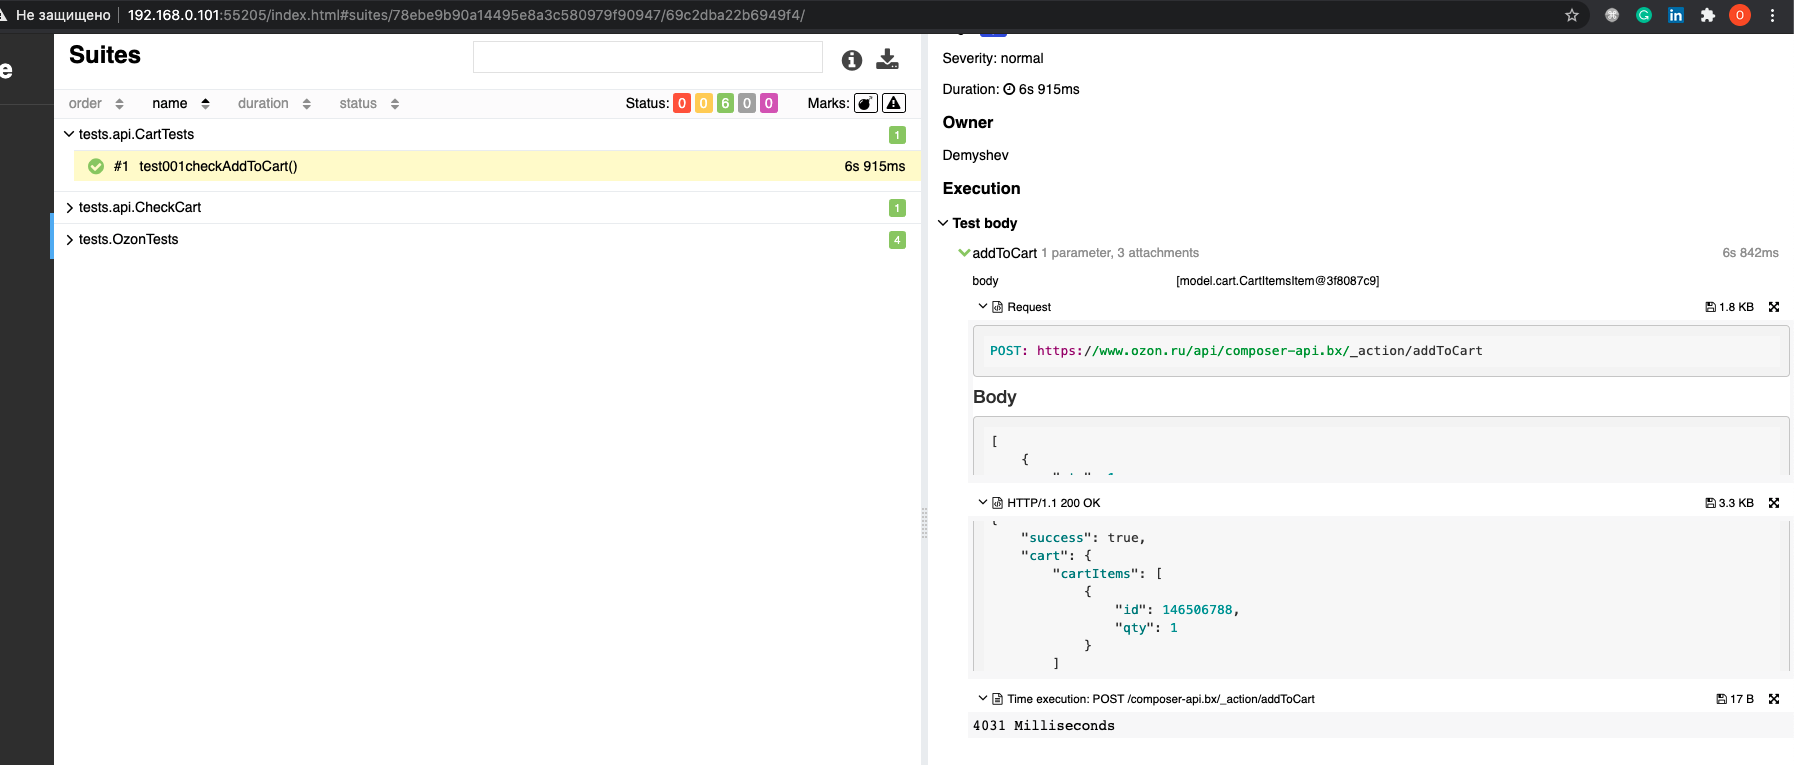 Не защищено 192.168.0.101:55205/index.html#suites/78ebe9b90a14495e8a3c580979f90947/69c2dba22b6949f4/
O
e
Suites
order name duration status Status: 0 0 6 0 0 Marks:
tests.api.CartTests 1
#1 test001checkAddToCart() 6s 915ms
tests.api.CheckCart 1
tests.OzonTests 4
Severity: normal
Duration: 6s 915ms
Owner
Demyshev
Execution
Test body
addToCart 1 parameter, 3 attachments 6s 842ms
body [model.cart.CartItemsItem@3f8087c9]
Request 1.8 KB
POST: https://www.ozon.ru/api/composer-api.bx/_action/addToCart
Body
[
{
HTTP/1.1 200 OK 3.3 KB
"success": true,
"cart": {
"cartItems": [
{
"id": 146506788,
"qty": 1
}
]
Time execution: POST /composer-api.bx/_action/addToCart 17 B
4031 Milliseconds